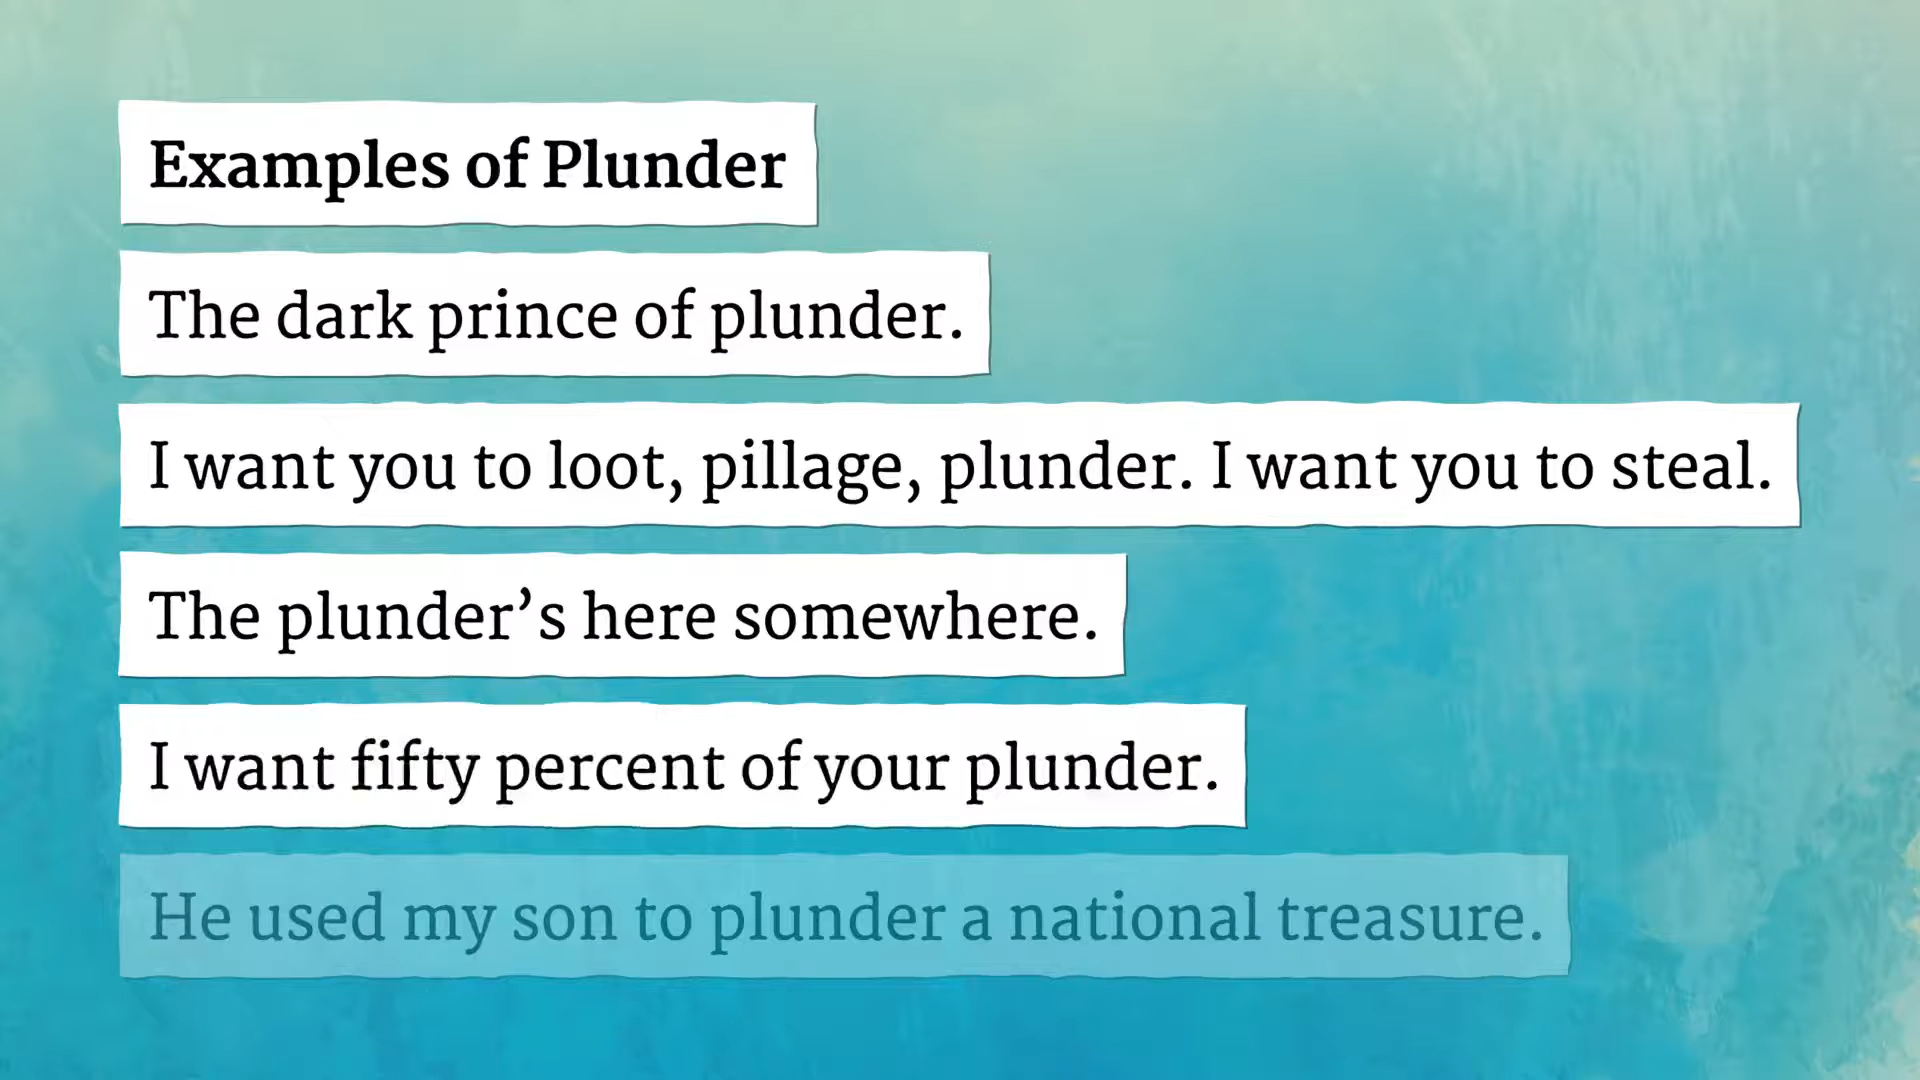 Examples of Plunder
The dark prince of plunder.
I want you to loot, pillage, plunder. I want you to steal.
The plunder’s here somewhere.
I want fifty percent of your plunder.
He used my son to plunder a national treasure.